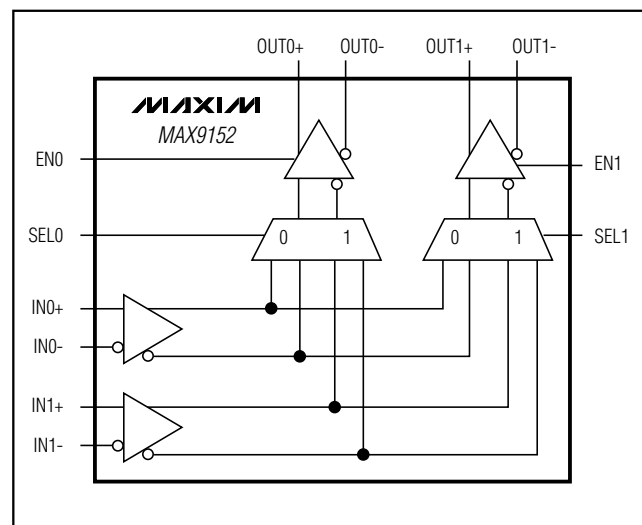 OUT0+ OUT0- OUT1+ OUT1-
MAXIM
MAX9152
EN0 EN1
SEL0 0 1 0 1 SEL1
IN0+
IN0-
IN1+
IN1-